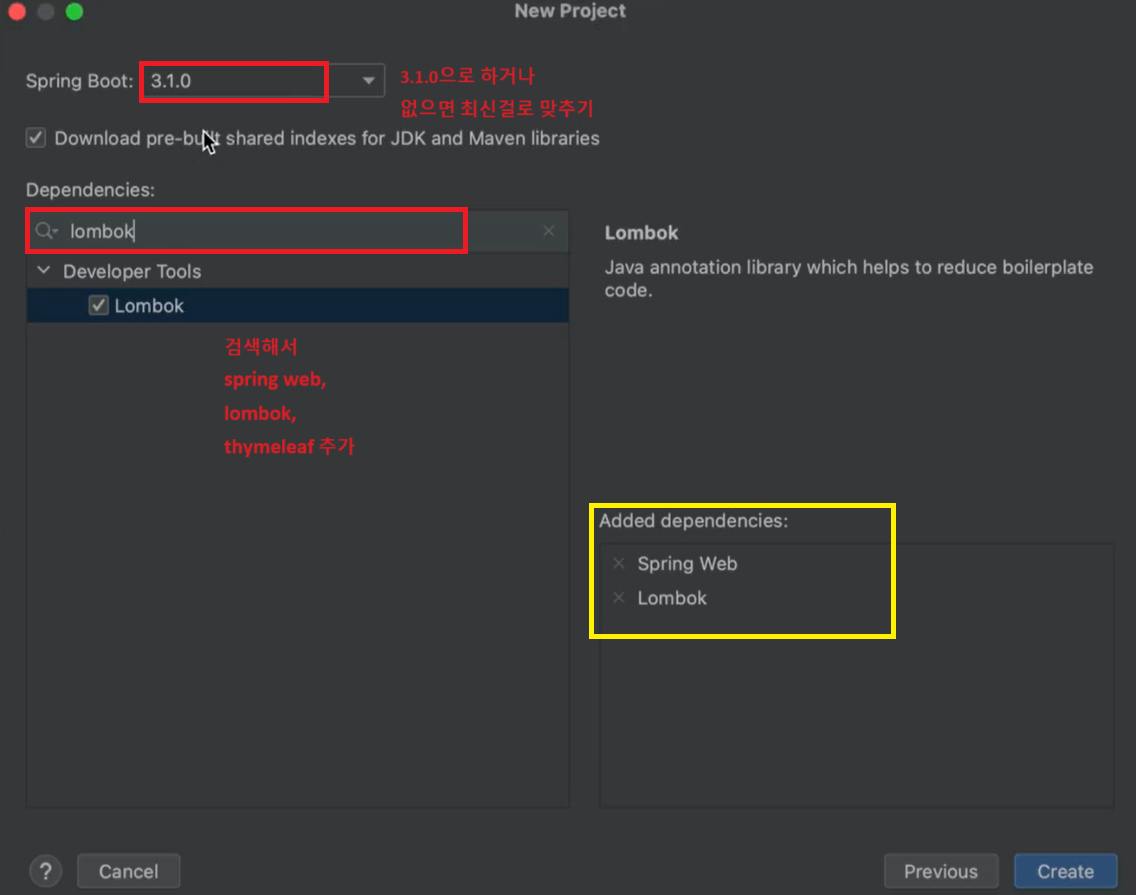 New Project
Spring Boot: 3.1.0
3.1.0으로 하거나
없으면 최신걸로 맞추기
Download pre-built shared indexes for JDK and Maven libraries
Dependencies:
lombok
Developer Tools
Lombok
검색해서
spring web,
lombok,
thymeleaf 추가
Lombok
Java annotation library which helps to reduce boilerplate
code.
Added dependencies:
Spring Web
Lombok
?
Cancel
Previous
Create